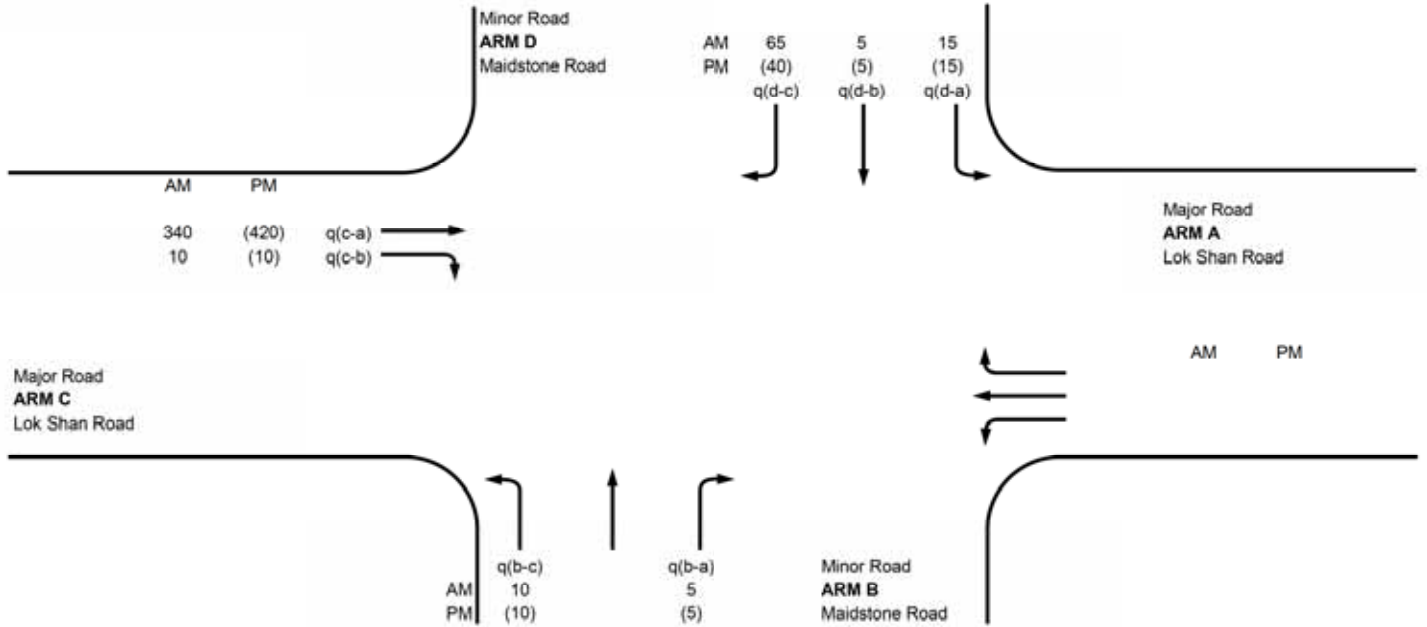 Minor Road
ARM D
Maidstone Road
AM 65 5 15
PM (40) (5) (15)
q(d-c) q(d-b) q(d-a)
AM PM
340 (420) q(c-a)
10 (10) q(c-b)
Major Road
ARM A
Lok Shan Road
AM PM
Major Road
ARM C
Lok Shan Road
q(b-c) q(b-a)
AM 10 5
PM (10) (5)
Minor Road
ARM B
Maidstone Road